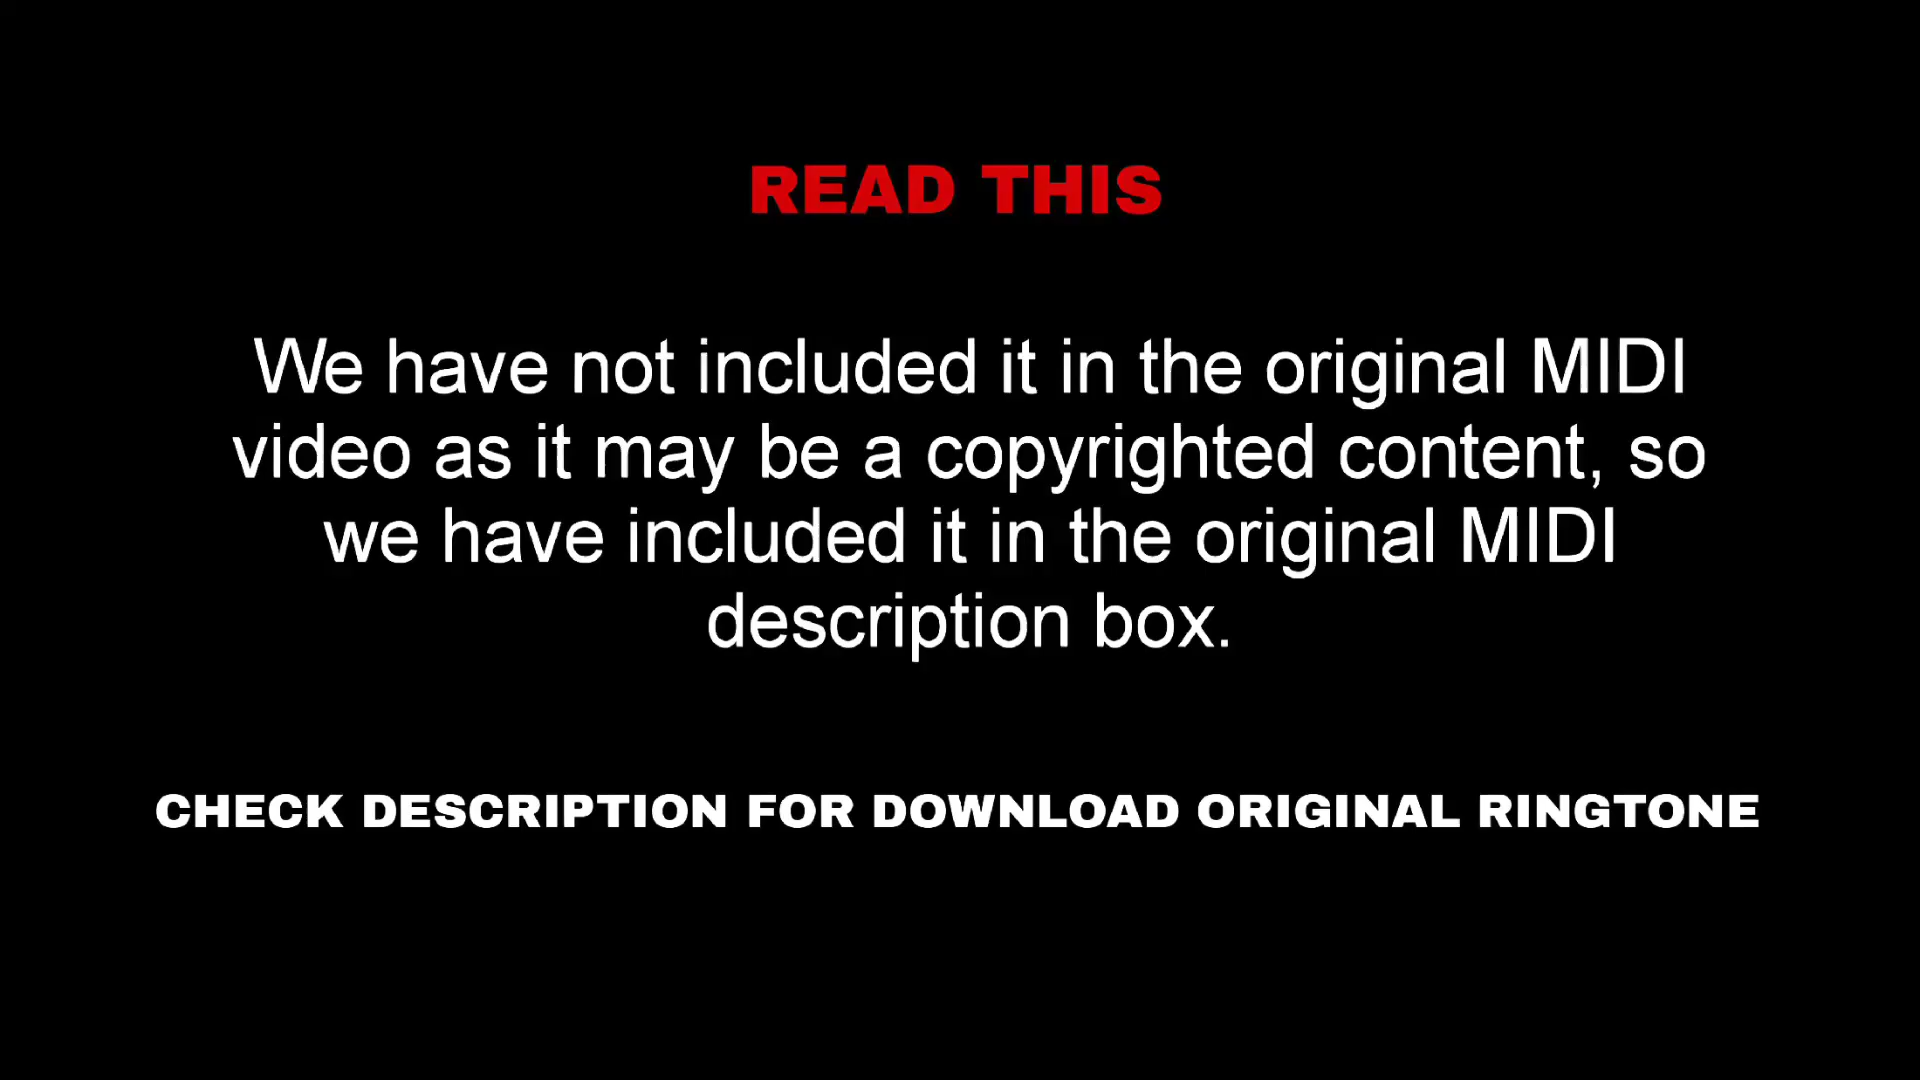 READ THIS
We have not included it in the original MIDI
video as it may be a copyrighted content, so
we have included it in the original MIDI
description box.
CHECK DESCRIPTION FOR DOWNLOAD ORIGINAL RINGTONE